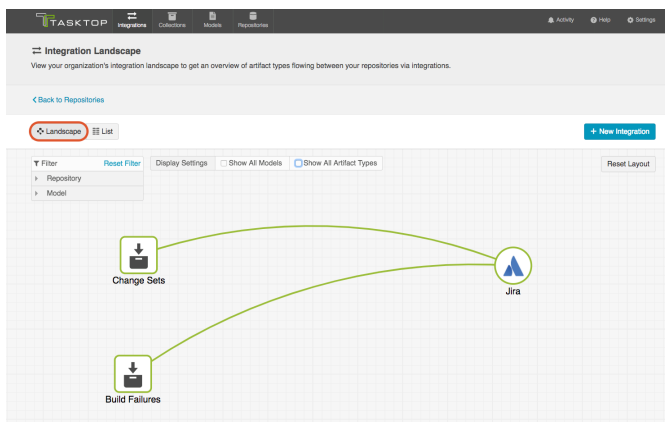 TASKTOP
Integrations
Collections
Models
Repositories
Activity
Help
Settings
Integration Landscape
View your organization's integration landscape to get an overview of artifact types flowing between your repositories via integrations.
Back to Repositories
Landscape
List
+ New Integration
Filter
Reset Filter
Display Settings
Show All Models
Show All Artifact Types
Reset Layout
Repository
Model
Change Sets
Jira
Build Failures